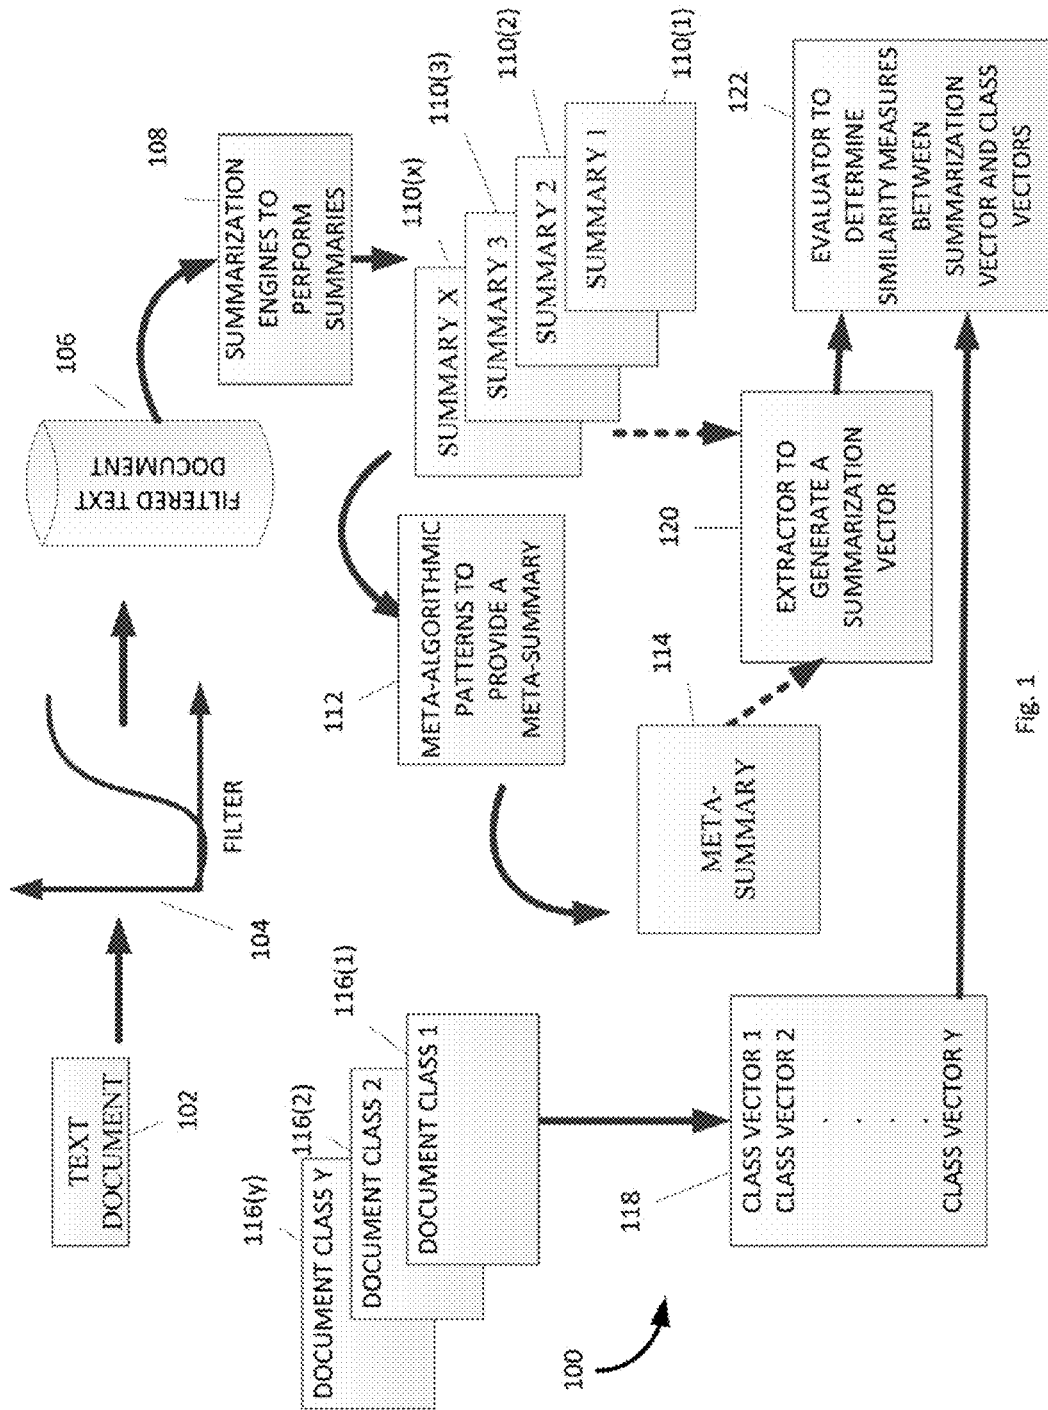 TEXT
DOCUMENT
102
104
FILTER
FILTERED TEXT
DOCUMENT
106
108
SUMMARIZATION
ENGINES TO
PERFORM
SUMMARIES
110(x)
110(3)
110(2)
110(1)
SUMMARY X
SUMMARY 3
SUMMARY 2
SUMMARY 1
112
META-ALGORITHMIC
PATTERNS TO
PROVIDE A
META-SUMMARY
114
META-
SUMMARY
116(y)
116(2)
116(1)
DOCUMENT CLASS Y
DOCUMENT CLASS 2
DOCUMENT CLASS 1
118
CLASS VECTOR 1
CLASS VECTOR 2
.
.
.
.
CLASS VECTOR Y
120
EXTRACTOR TO
GENERATE A
SUMMARIZATION
VECTOR
122
EVALUATOR TO
DETERMINE
SIMILARITY MEASURES
BETWEEN
SUMMARIZATION
VECTOR AND CLASS
VECTORS
100
Fig. 1